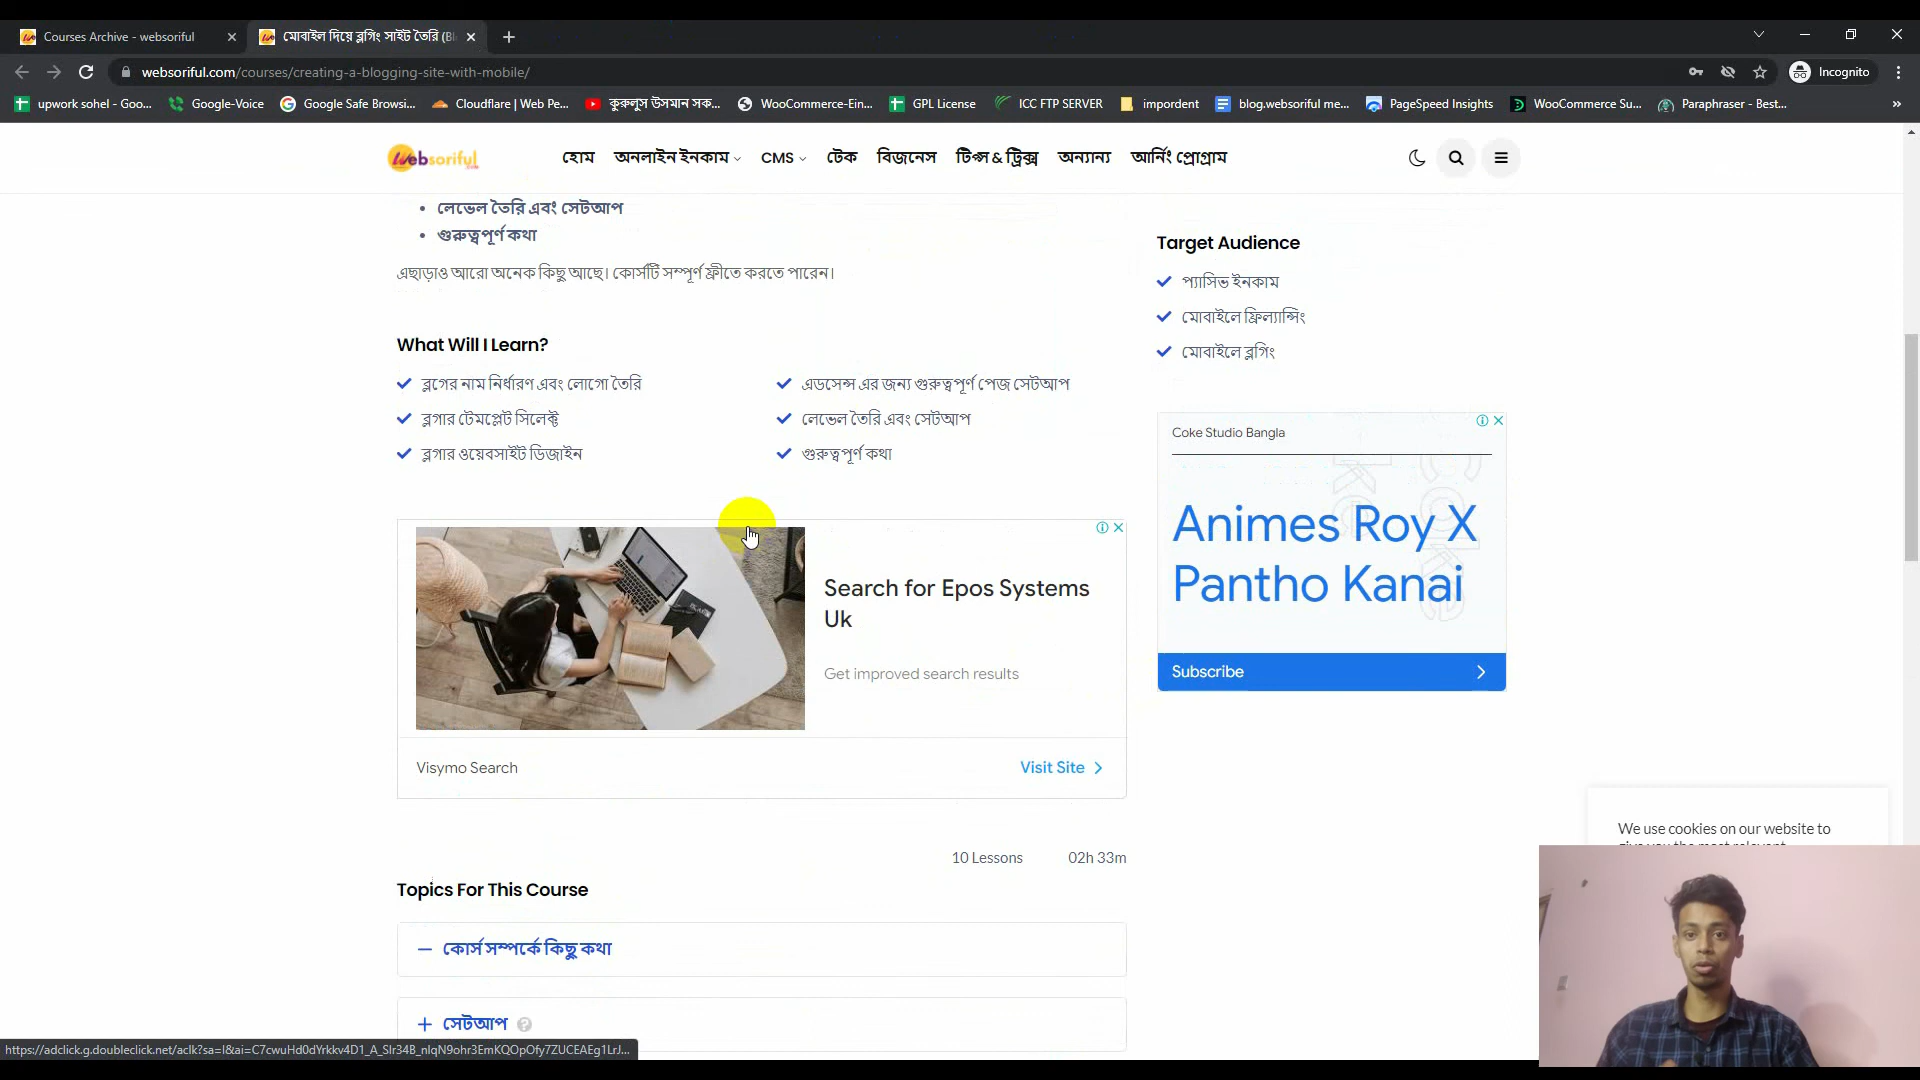 Courses Archive - websoriful
মোবাইল দিয়ে ব্লগিং সাইট তৈরি (Bl
websoriful.com/courses/creating-a-blogging-site-with-mobile/
Incognito
upwork sohel - Goo...
Google-Voice
Google Safe Browsi...
Cloudflare | Web Pe...
কুরুলুস উসমান সক...
WooCommerce-Ein...
GPL License
ICC FTP SERVER
impordent
blog.websoriful me...
PageSpeed Insights
WooCommerce Su...
Paraphraser - Best...
Websoriful
হোম
অনলাইন ইনকাম
CMS
টেক
বিজনেস
টিপস & ট্রিক্স
অন্যান্য
আর্নিং প্রোগ্রাম
লেভেল তৈরি এবং সেটআপ
গুরুত্বপূর্ণ কথা
এছাড়াও আরো অনেক কিছু আছে। কোর্সটি সম্পূর্ণ ফ্রীতে করতে পারেন।
Target Audience
প্যাসিভ ইনকাম
মোবাইলে ফ্রিল্যান্সিং
মোবাইলে ব্লগিং
What Will I Learn?
ব্লগের নাম নির্ধারণ এবং লোগো তৈরি
এডসেন্স এর জন্য গুরুত্বপূর্ণ পেজ সেটআপ
ব্লগার টেমপ্লেট সিলেক্ট
লেভেল তৈরি এবং সেটআপ
ব্লগার ওয়েবসাইট ডিজাইন
গুরুত্বপূর্ণ কথা
Coke Studio Bangla
Animes Roy X
Pantho Kanai
Subscribe
Search for Epos Systems
Uk
Get improved search results
Visymo Search
Visit Site
10 Lessons
02h 33m
Topics For This Course
কোর্স সম্পর্কে কিছু কথা
সেটআপ
We use cookies on our website to